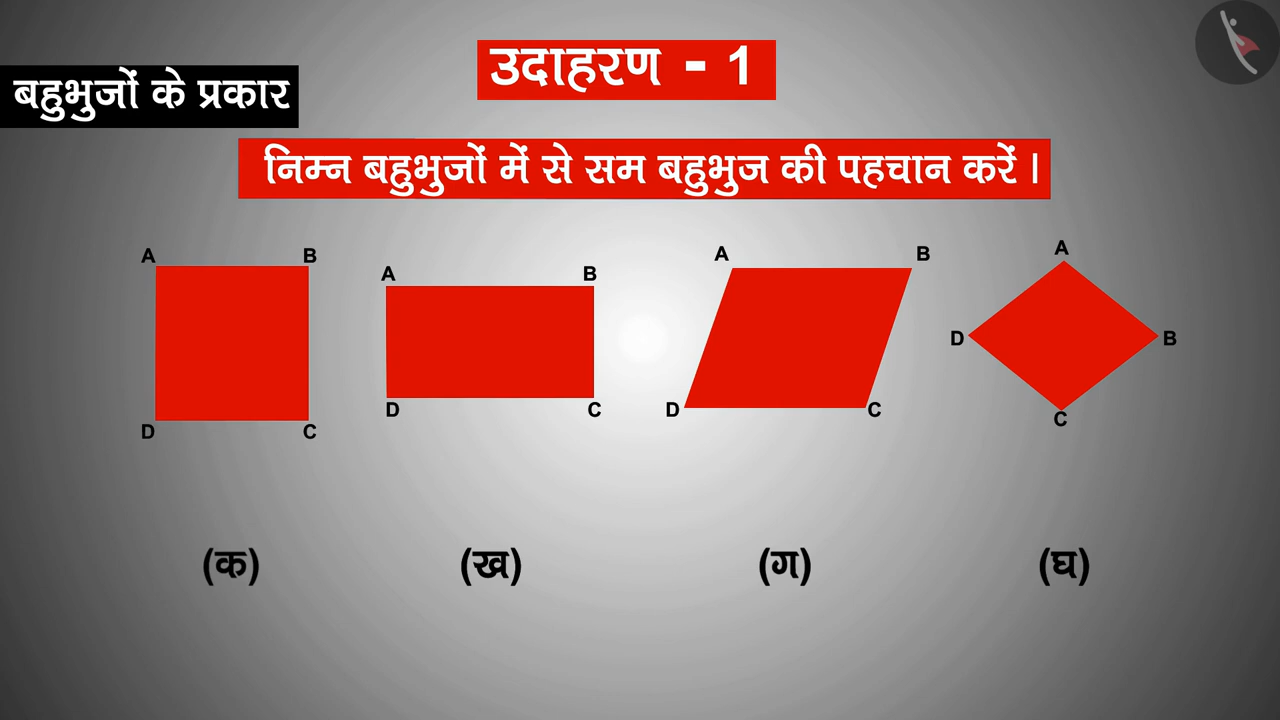 उदाहरण - 1
बहुभुजों के प्रकार
निम्न बहुभुजों में से सम बहुभुज की पहचान करें ।
A B
D C
A B
D C
A B
D C
A
D B
C
(क) (ख) (ग) (घ)